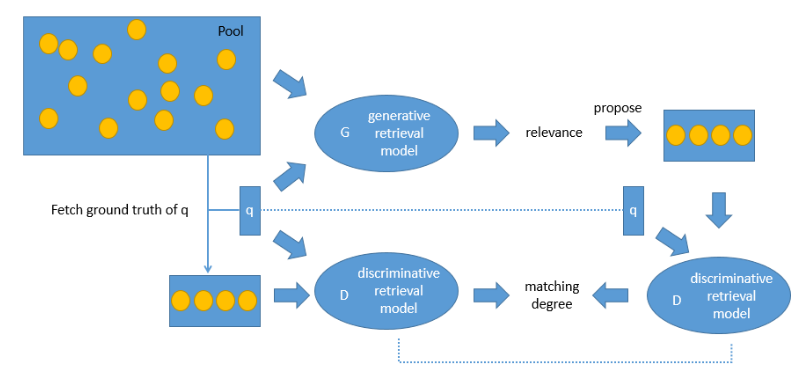 Pool
propose
generative
G
retrieval
model
relevance
Fetch ground truth of q
q
q
discriminative
D
retrieval
model
matching
degree
discriminative
D
retrieval
model